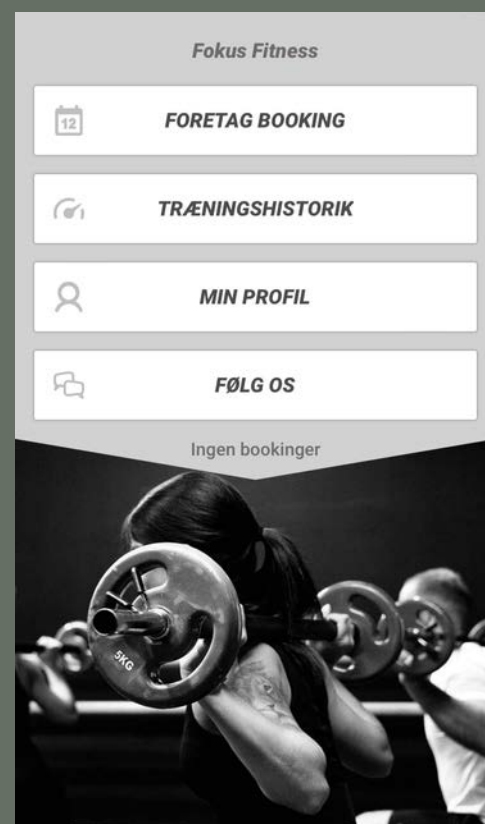 Fokus Fitness
12
FORETAG BOOKING
TRÆNINGSHISTORIK
MIN PROFIL
FØLG OS
Ingen bookinger
5KG